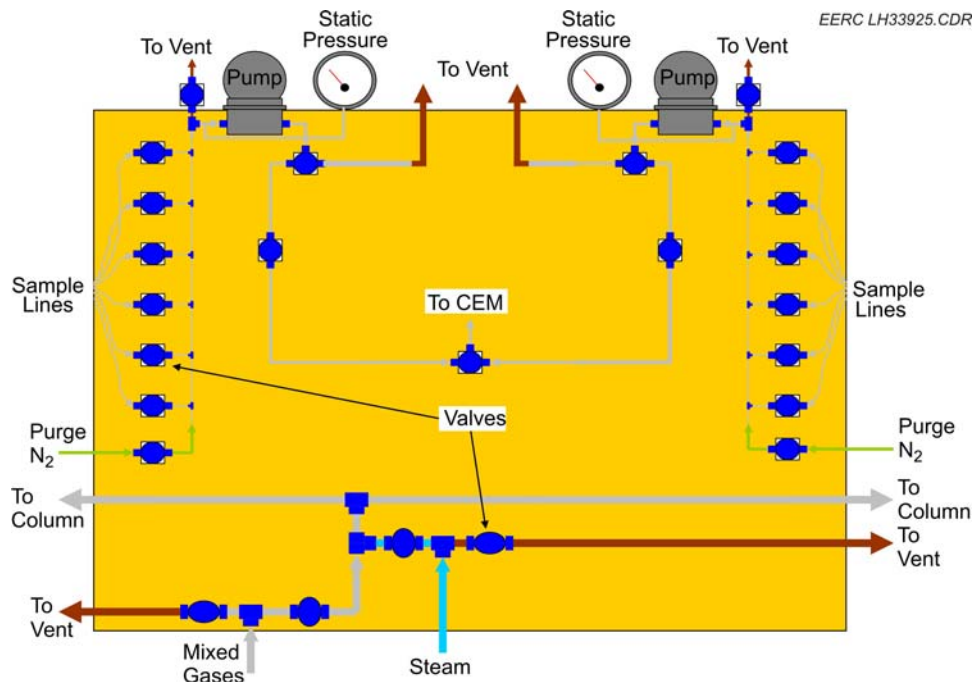 EERC LH33925.CDR
Static
Pressure
Static
Pressure
To Vent
Pump
To Vent
Pump
To Vent
Sample
Lines
To CEM
Sample
Lines
Valves
Purge
N2
Purge
N2
To
Column
To
Column
To
Vent
To
Vent
Mixed
Gases
Steam